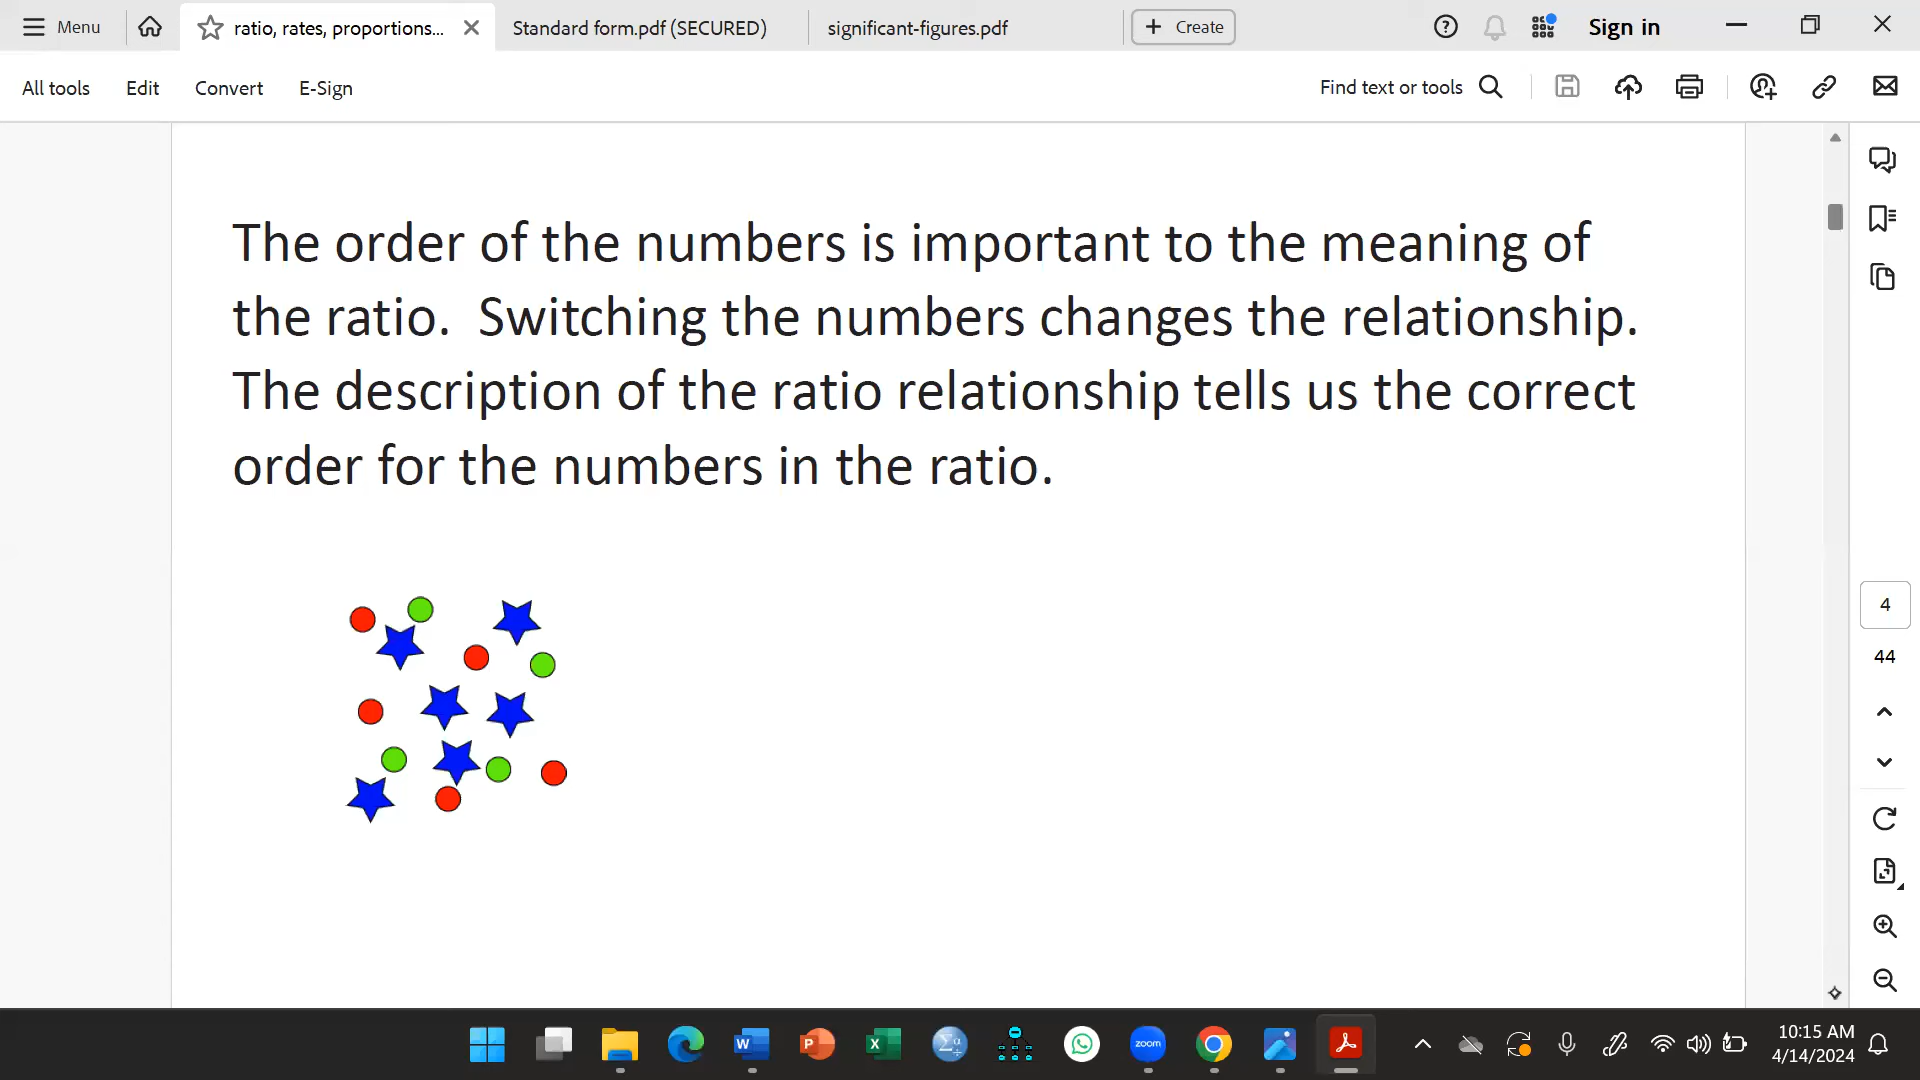 Menu
ratio, rates, proportions...
Standard form.pdf (SECURED)
significant-figures.pdf
+ Create
Sign in
All tools
Edit
Convert
E-Sign
Find text or tools
The order of the numbers is important to the meaning of
the ratio. Switching the numbers changes the relationship.
The description of the ratio relationship tells us the correct
order for the numbers in the ratio.
4
44
W
P
X
zoom
10:15 AM
4/14/2024